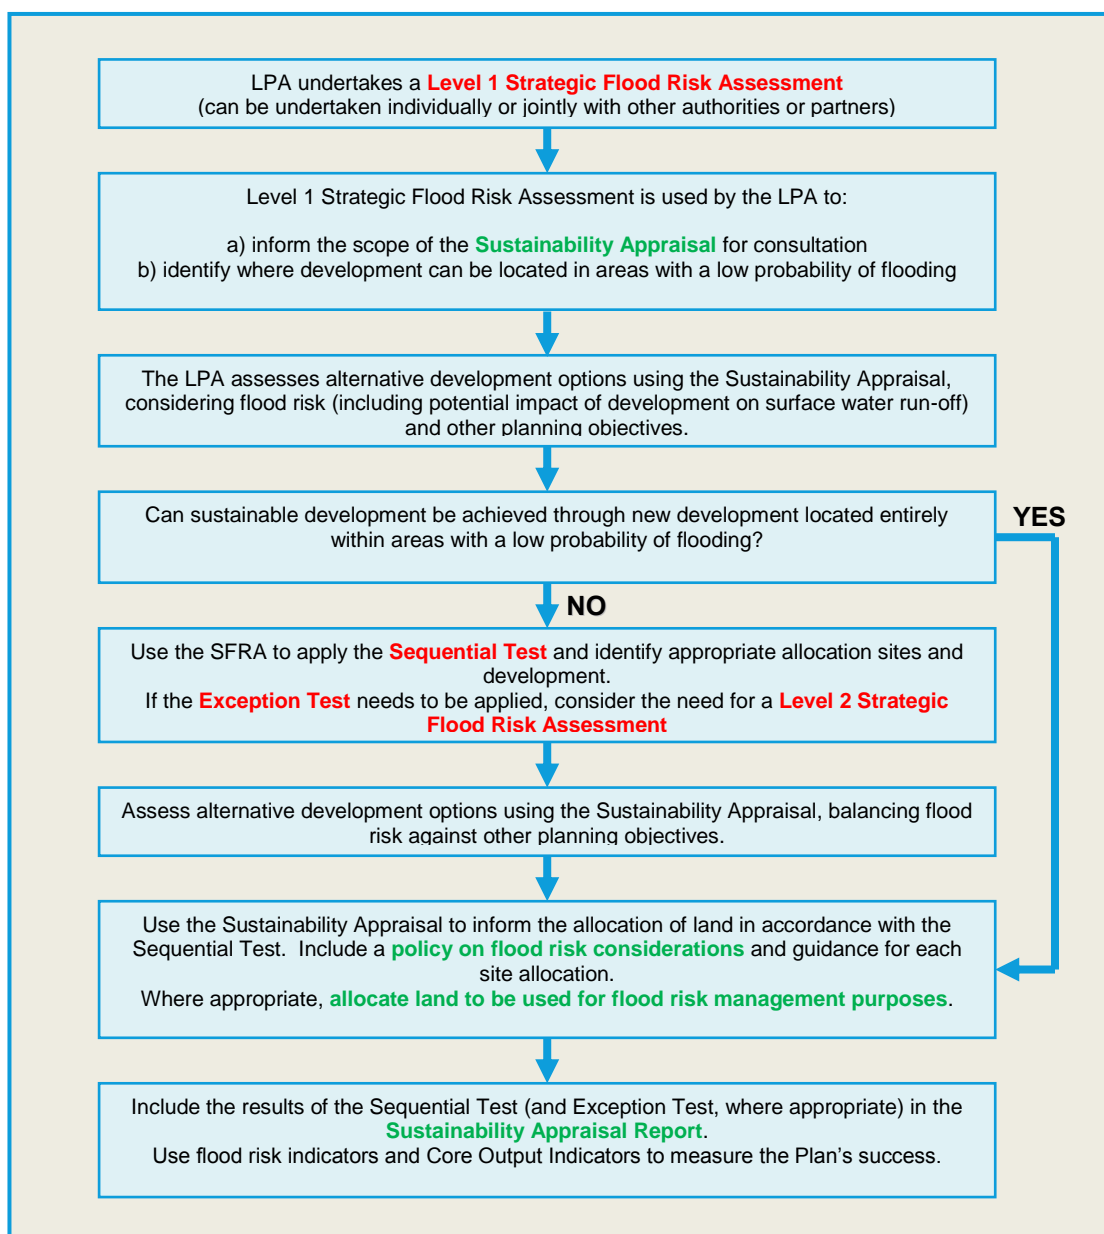 LPA undertakes a Level 1 Strategic Flood Risk Assessment
(can be undertaken individually or jointly with other authorities or partners)
Level 1 Strategic Flood Risk Assessment is used by the LPA to:
a) inform the scope of the Sustainability Appraisal for consultation
b) identify where development can be located in areas with a low probability of flooding
The LPA assesses alternative development options using the Sustainability Appraisal,
considering flood risk (including potential impact of development on surface water run-off)
and other planning objectives.
Can sustainable development be achieved through new development located entirely
within areas with a low probability of flooding?
YES
NO
Use the SFRA to apply the Sequential Test and identify appropriate allocation sites and
development.
If the Exception Test needs to be applied, consider the need for a Level 2 Strategic
Flood Risk Assessment
Assess alternative development options using the Sustainability Appraisal, balancing flood
risk against other planning objectives.
Use the Sustainability Appraisal to inform the allocation of land in accordance with the
Sequential Test.  Include a policy on flood risk considerations and guidance for each
site allocation.
Where appropriate, allocate land to be used for flood risk management purposes.
Include the results of the Sequential Test (and Exception Test, where appropriate) in the
Sustainability Appraisal Report.
Use flood risk indicators and Core Output Indicators to measure the Plan's success.